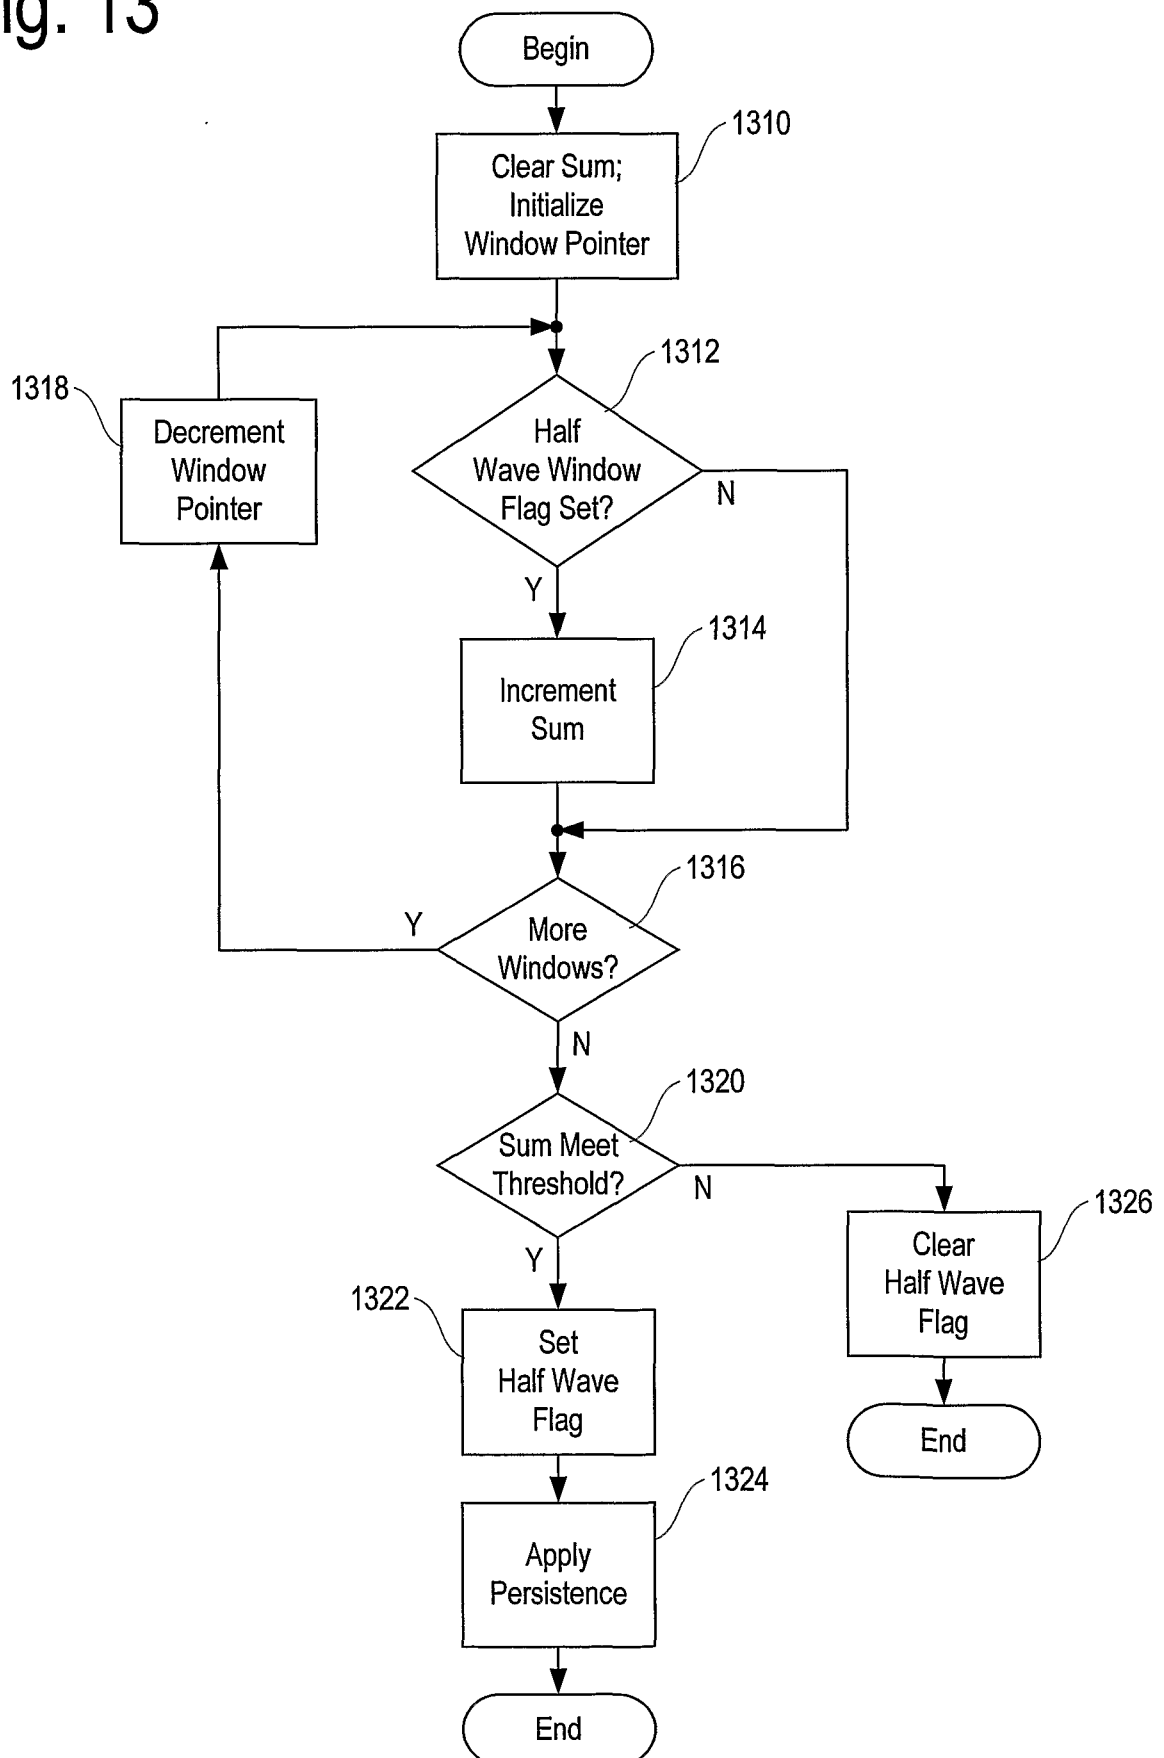 ig. 13
Begin
1310
Clear Sum;
Initialize
Window Pointer
1312
1318
Decrement
Window
Pointer
Half
Wave Window
Flag Set?
N
Y
1314
Increment
Sum
1316
Y
More
Windows?
N
1320
Sum Meet
Threshold?
N
1326
Y
Clear
Half Wave
Flag
1322
Set
Half Wave
Flag
End
1324
Apply
Persistence
End